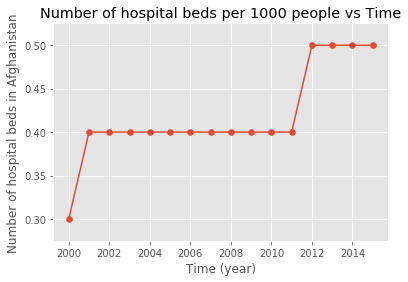 Number of hospital beds per 1000 people vs Time
Number of hospital beds in Afghanistan
0.50
0.45
0.40
0.35
0.30
2000 2002 2004 2006 2008 2010 2012 2014
Time (year)